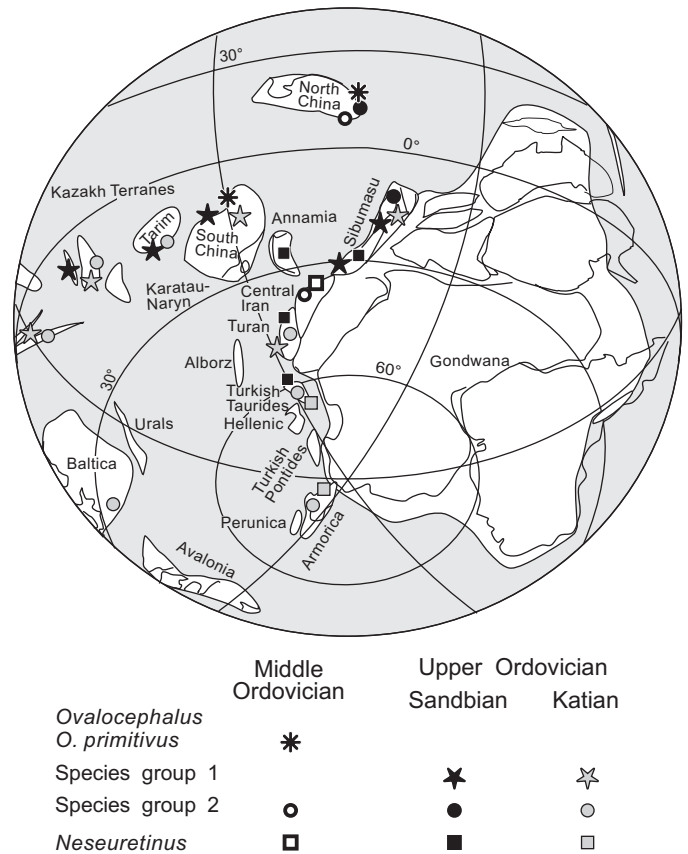 30°
North
China
0°
Kazakh Terranes
Tarim
South
China
Annamia
Sibumasu
Karatau-
Naryn
Central
Iran
Turan
Alborz
60°
Gondwana
30°
Turkish
Taurides
Hellenic
Urals
Baltica
Turkish
Pontides
Perunica
Armorica
Avalonia
Middle
Ordovician
Upper Ordovician
Sandbian Katian
Ovalocephalus
O. primitivus
Species group 1
Species group 2
Neseuretinus